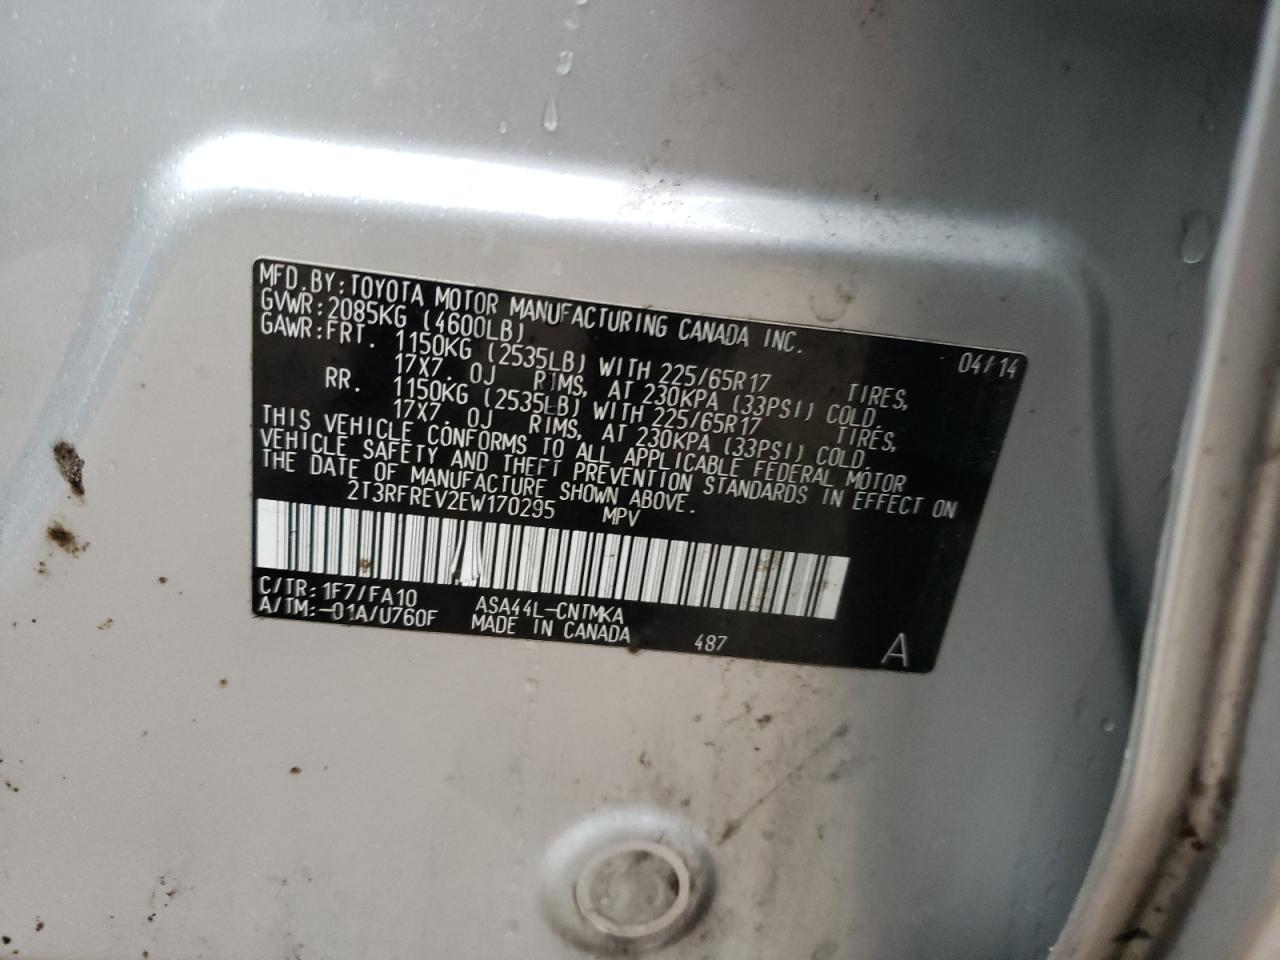 MFD.BY:TOYOTA MOTOR MANUFACTURING CANADA INC.
GVWR:2085KG (4600LB) 04/14
GAWR:FRT. 1150KG (2535LB) WITH 225/65R17 TIRES,
17X7.0J RIMS, AT 230KPA (33PSI) COLD.
RR. 1150KG (2535LB) WITH 225/65R17 TIRES,
17X7.0J RIMS, AT 230KPA (33PSI) COLD.
THIS VEHICLE CONFORMS TO ALL APPLICABLE FEDERAL MOTOR
VEHICLE SAFETY AND THEFT PREVENTION STANDARDS IN EFFECT ON
THE DATE OF MANUFACTURE SHOWN ABOVE.
2T3RFREV2EW170295 MPV
C/TR:1F7/FA10 ASA44L-CNTMKA
A/TM:-01A/U760F MADE IN CANADA 487 A